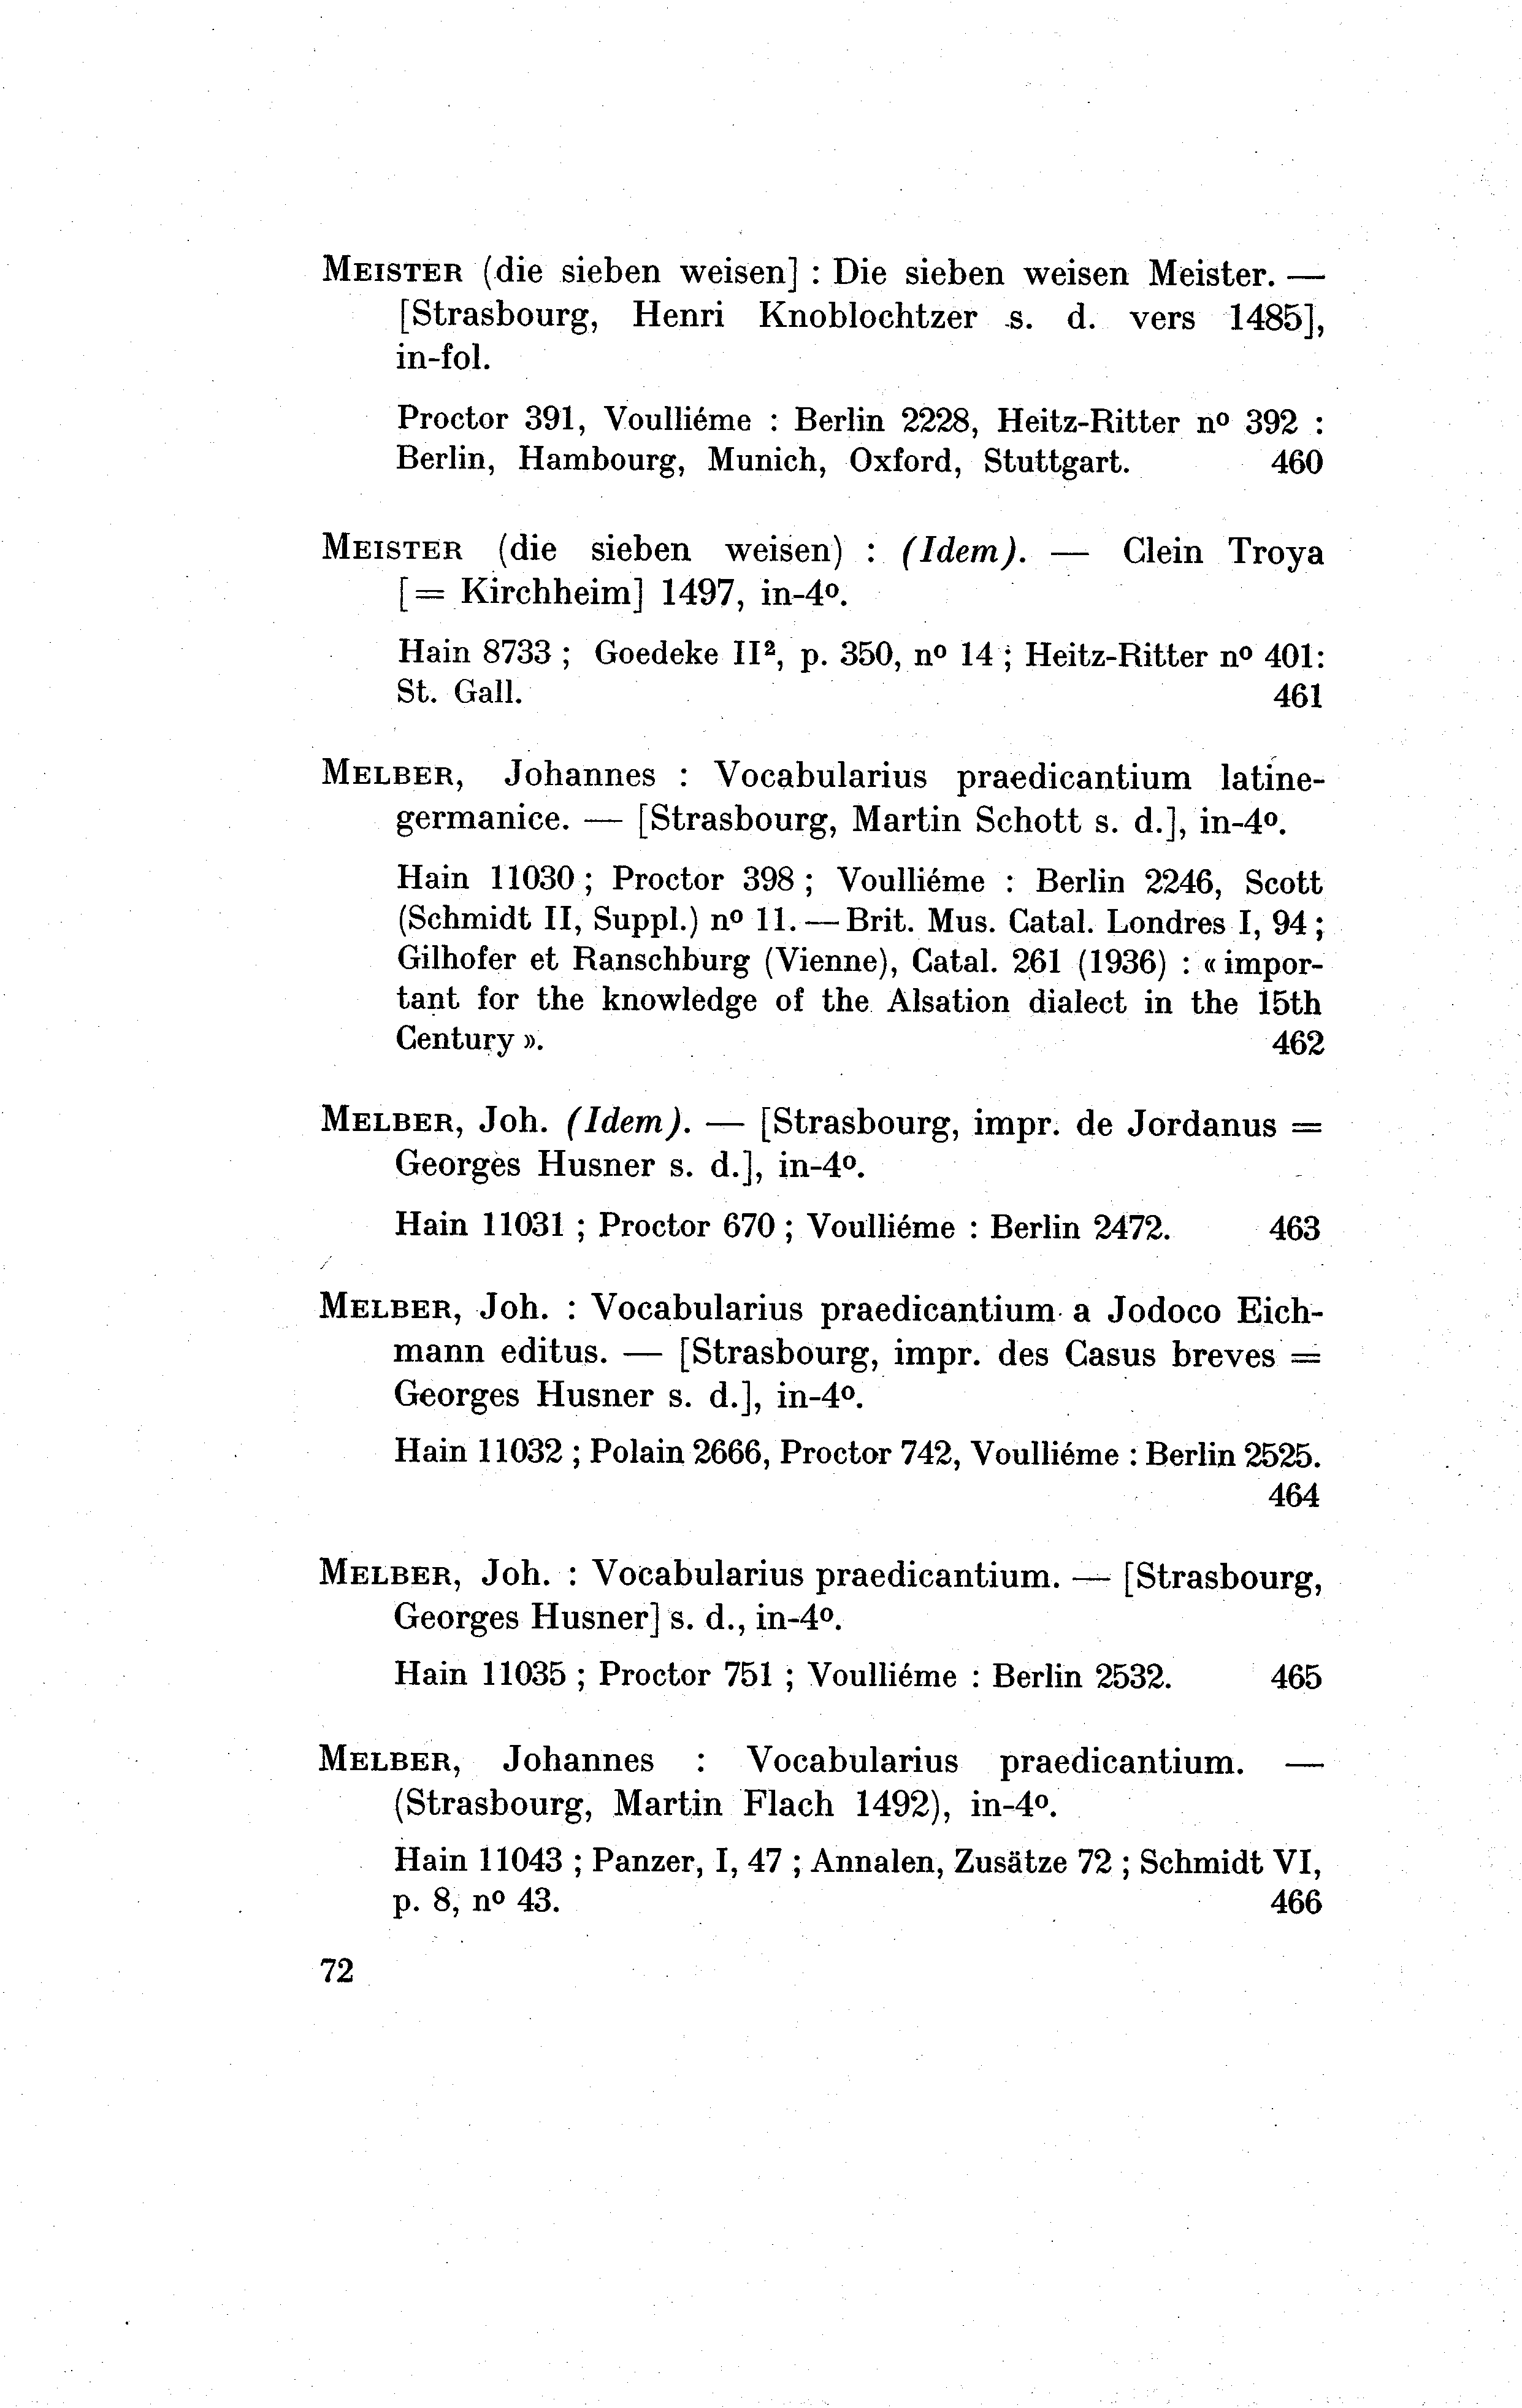 MEISTER (die sieben weisen] : Die sieben weisen Meister. —
[Strasbourg, Henri Knoblochtzer s. d. vers 1485],
in-fol.
Proctor 391, Voulliéme : Berlin 2228, Heitz-Ritter nº 392 :
Berlin, Hambourg, Munich, Oxford, Stuttgart. 460
MEISTER (die sieben weisen) : (Idem). — Clein Troya
[= Kirchheim] 1497, in-4º.
Hain 8733 ; Goedeke II², p. 350, nº 14 ; Heitz-Ritter nº 401:
St. Gall. 461
MELBER, Johannes : Vocabularius praedicantium latine-
germanice. — [Strasbourg, Martin Schott s. d.], in-4º.
Hain 11030 ; Proctor 398 ; Voulliéme : Berlin 2246, Scott
(Schmidt II, Suppl.) nº 11. — Brit. Mus. Catal. Londres I, 94 ;
Gilhofer et Ranschburg (Vienne), Catal. 261 (1936) : « impor-
tant for the knowledge of the Alsation dialect in the 15th
Century ». 462
MELBER, Joh. (Idem). — [Strasbourg, impr. de Jordanus =
Georges Husner s. d.], in-4º.
Hain 11031 ; Proctor 670 ; Voulliéme : Berlin 2472. 463
MELBER, Joh. : Vocabularius praedicantium a Jodoco Eich-
mann editus. — [Strasbourg, impr. des Casus breves =
Georges Husner s. d.], in-4º.
Hain 11032 ; Polain 2666, Proctor 742, Voulliéme : Berlin 2525.
464
MELBER, Joh. : Vocabularius praedicantium. — [Strasbourg,
Georges Husner] s. d., in-4º.
Hain 11035 ; Proctor 751 ; Voulliéme : Berlin 2532. 465
MELBER, Johannes : Vocabularius praedicantium. —
(Strasbourg, Martin Flach 1492), in-4º.
Hain 11043 ; Panzer, I, 47 ; Annalen, Zusätze 72 ; Schmidt VI,
p. 8, nº 43. 466
72